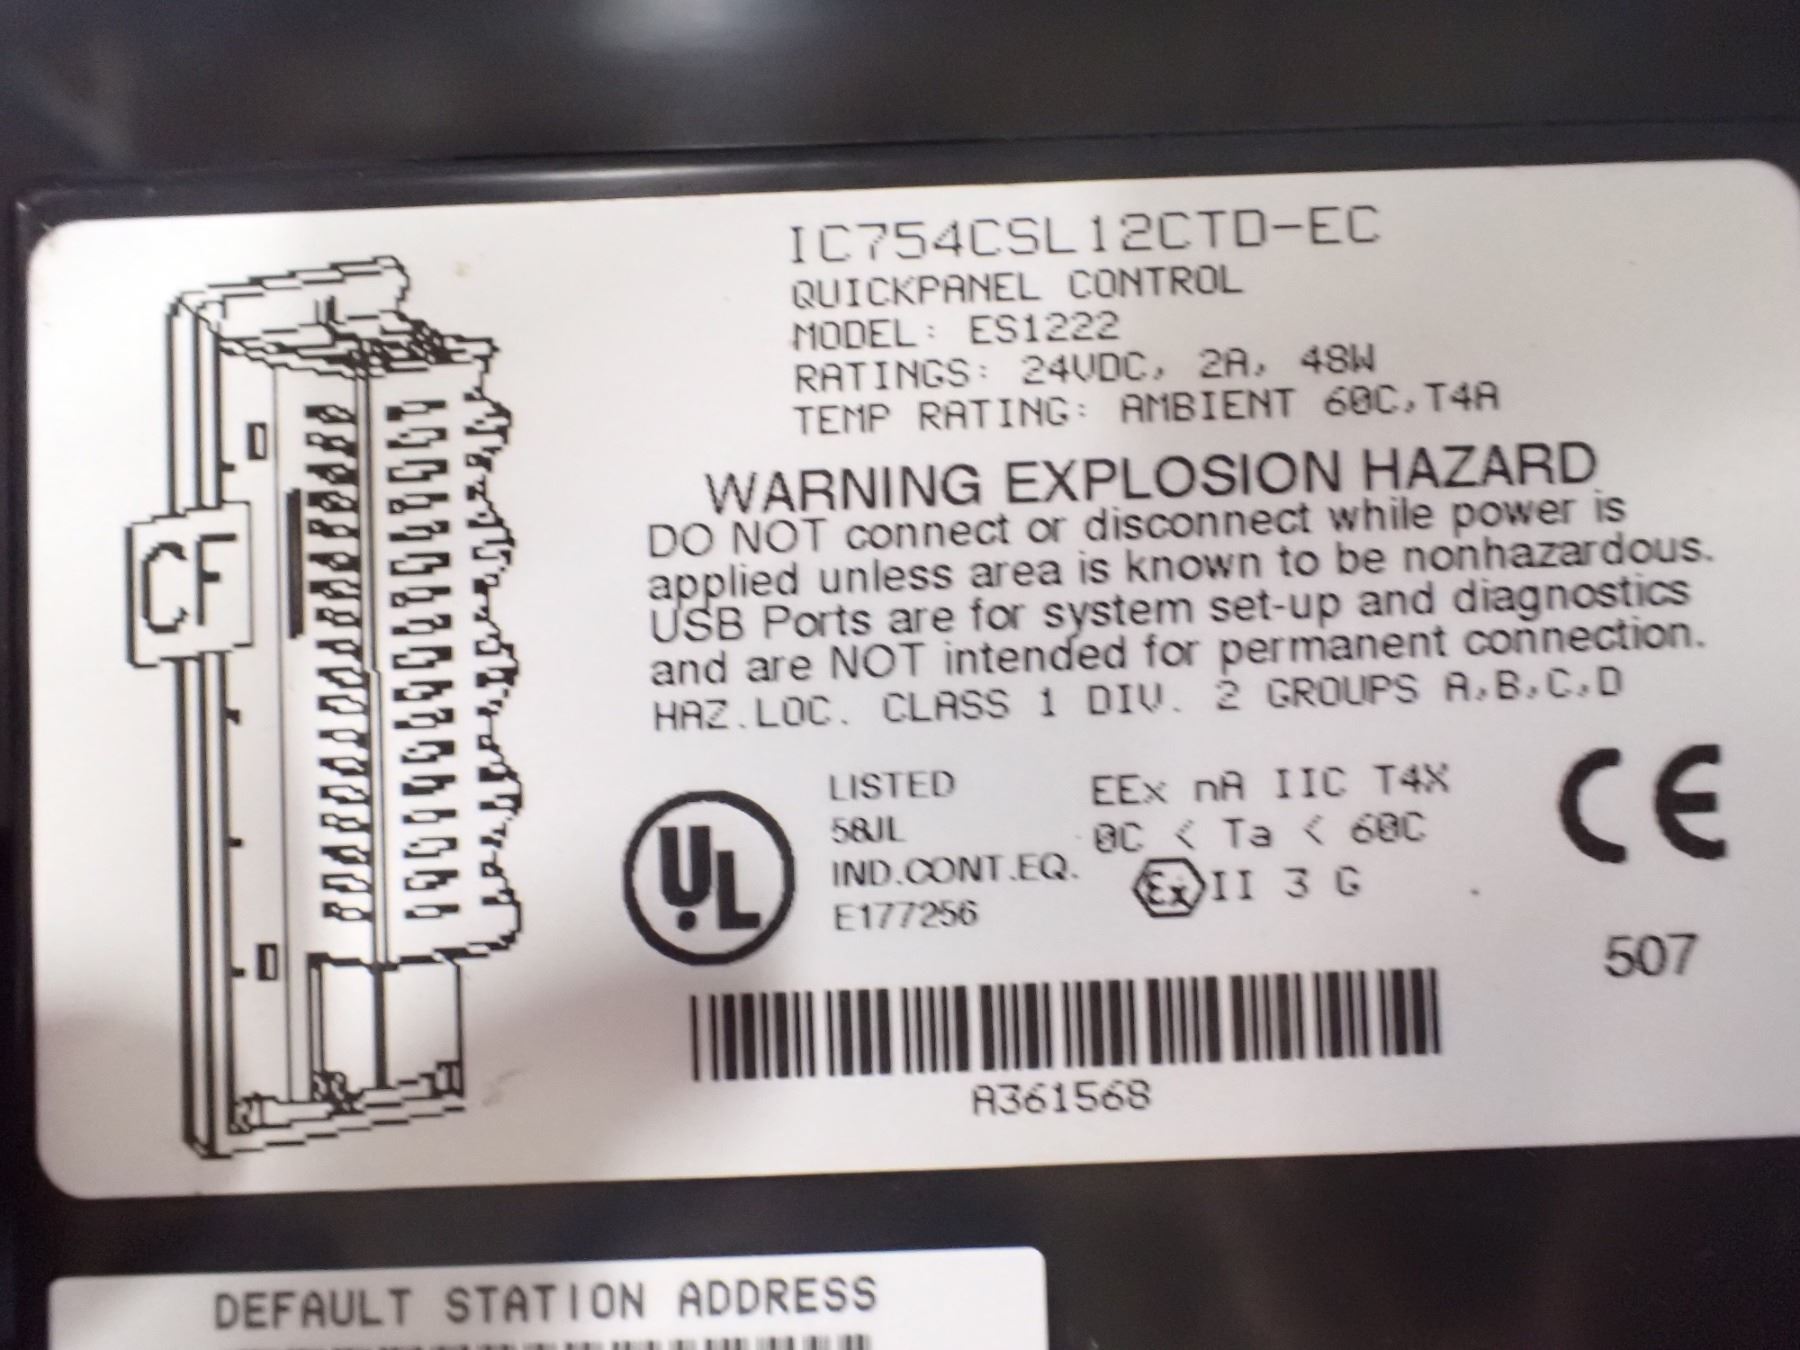 IC754CSL12CTD-EC
QUICKPANEL CONTROL
MODEL: ES1222
RATINGS: 24VDC, 2A, 48W
TEMP RATING: AMBIENT 60C,T4A
WARNING EXPLOSION HAZARD
DO NOT connect or disconnect while power is
applied unless area is known to be nonhazardous.
USB Ports are for system set-up and diagnostics
and are NOT intended for permanent connection.
HAZ.LOC. CLASS 1 DIV. 2 GROUPS A,B,C,D
CF
UL
LISTED
58JL
IND.CONT.EQ.
E177256
EEx nA IIC T4X
0C < Ta < 60C
Ex II 3 G
CE
507
A361568
DEFAULT STATION ADDRESS